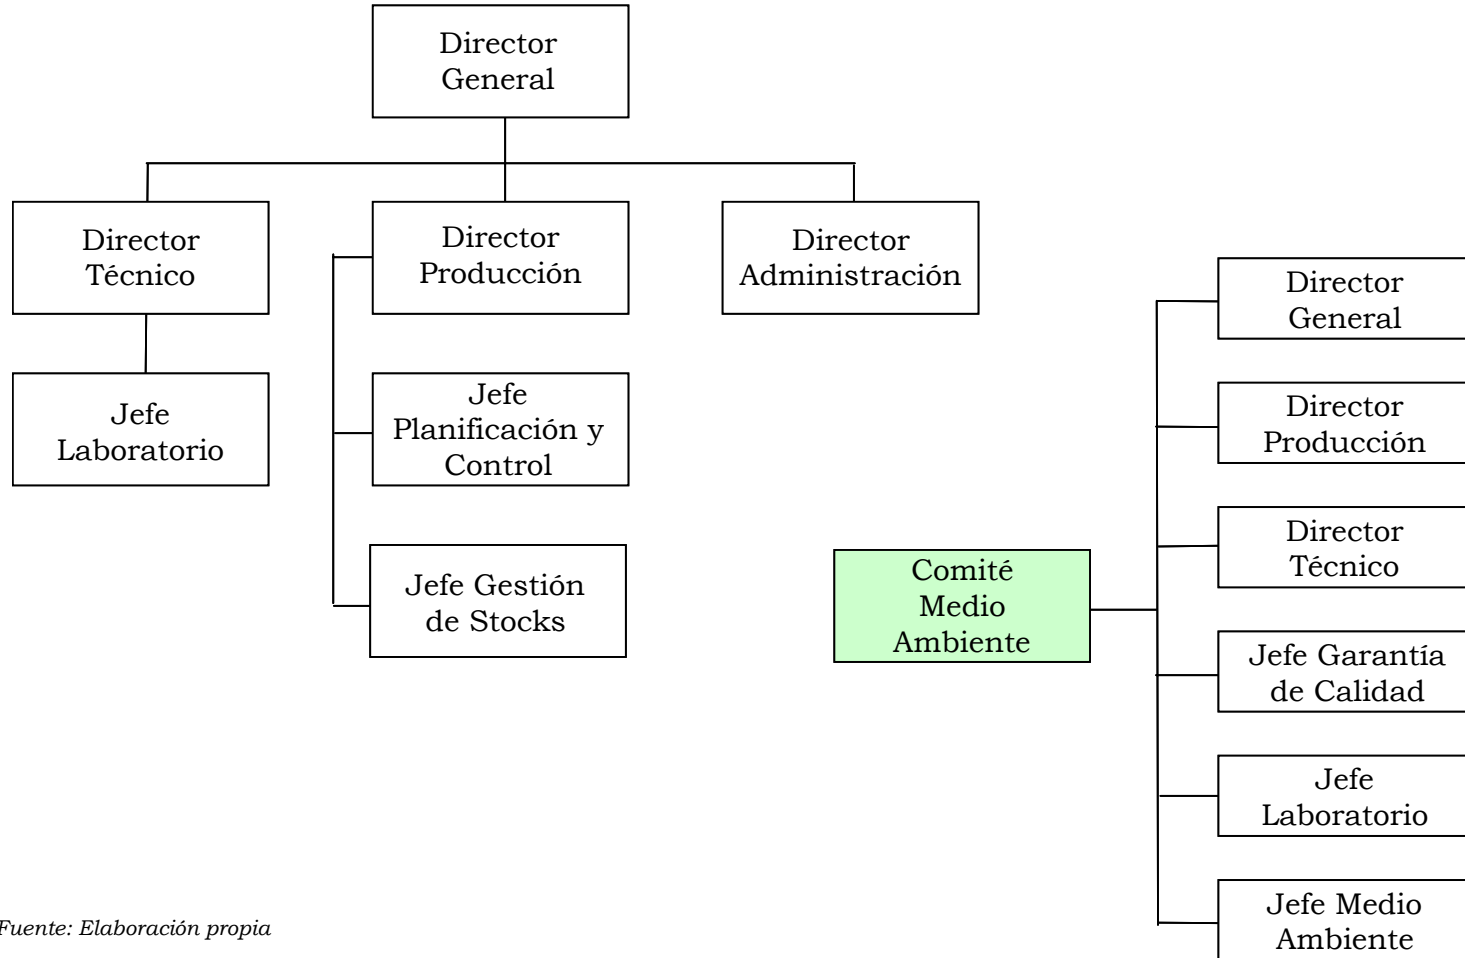 Director
General
Director
Técnico
Director
Producción
Director
Administración
Jefe
Laboratorio
Jefe
Planificación y
Control
Jefe Gestión
de Stocks
Comité
Medio
Ambiente
Director
General
Director
Producción
Director
Técnico
Jefe Garantía
de Calidad
Jefe
Laboratorio
Jefe Medio
Ambiente
Fuente: Elaboración propia